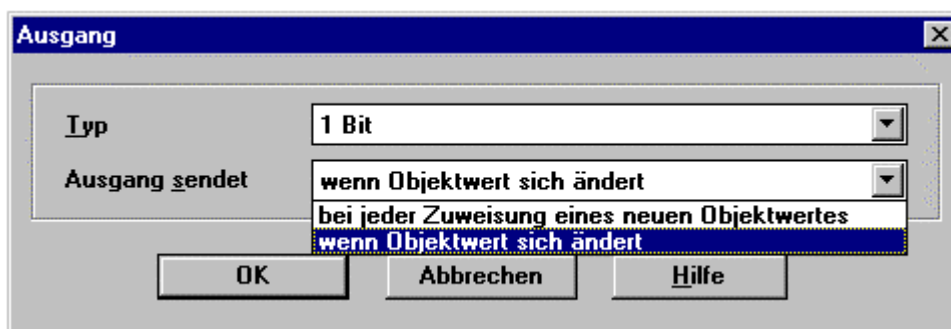 Ausgang
Typ 1 Bit
Ausgang sendet wenn Objektwert sich ändert
bei jeder Zuweisung eines neuen Objektwertes
wenn Objektwert sich ändert
OK Abbrechen Hilfe